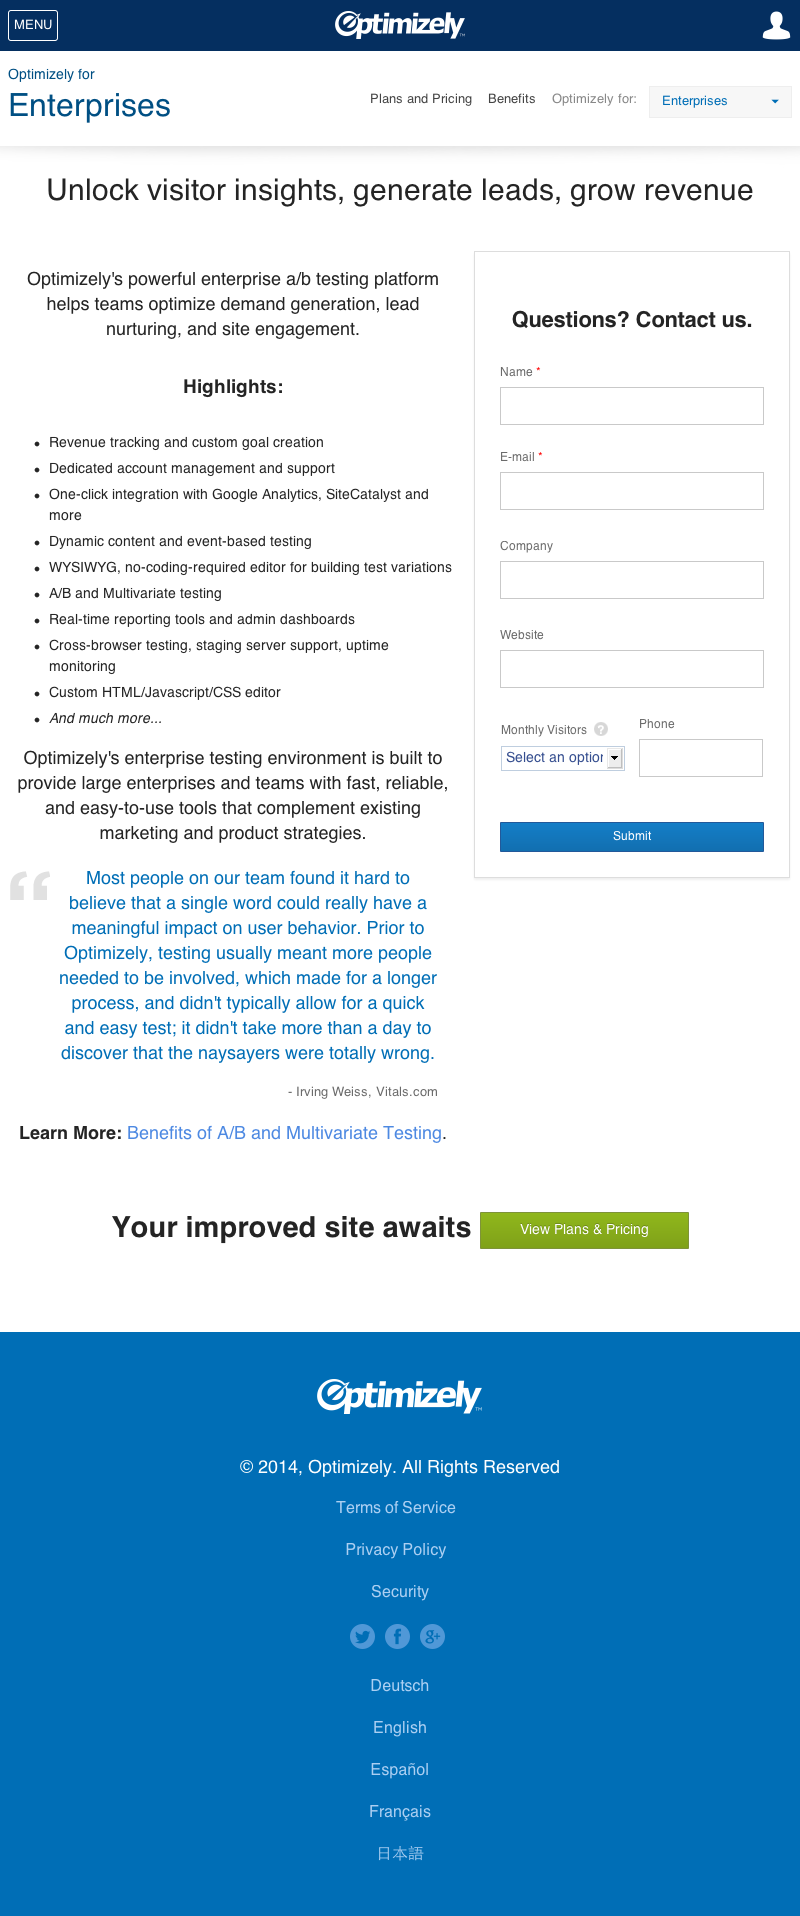 MENU
Optimizely
Optimizely for
Enterprises
Plans and Pricing
Benefits
Optimizely for:
Enterprises
Unlock visitor insights, generate leads, grow revenue
Optimizely's powerful enterprise a/b testing platform
helps teams optimize demand generation, lead
nurturing, and site engagement.
Highlights:
Revenue tracking and custom goal creation
Dedicated account management and support
One-click integration with Google Analytics, SiteCatalyst and
more
Dynamic content and event-based testing
WYSIWYG, no-coding-required editor for building test variations
A/B and Multivariate testing
Real-time reporting tools and admin dashboards
Cross-browser testing, staging server support, uptime
monitoring
Custom HTML/Javascript/CSS editor
And much more...
Optimizely's enterprise testing environment is built to
provide large enterprises and teams with fast, reliable,
and easy-to-use tools that complement existing
marketing and product strategies.
“ Most people on our team found it hard to
believe that a single word could really have a
meaningful impact on user behavior. Prior to
Optimizely, testing usually meant more people
needed to be involved, which made for a longer
process, and didn't typically allow for a quick
and easy test; it didn't take more than a day to
discover that the naysayers were totally wrong.
- Irving Weiss, Vitals.com
Learn More: Benefits of A/B and Multivariate Testing.
Questions? Contact us.
Name *
E-mail *
Company
Website
Monthly Visitors ?
Select an option
Phone
Submit
Your improved site awaits
View Plans & Pricing
Optimizely
© 2014, Optimizely. All Rights Reserved
Terms of Service
Privacy Policy
Security
Deutsch
English
Español
Français
日本語